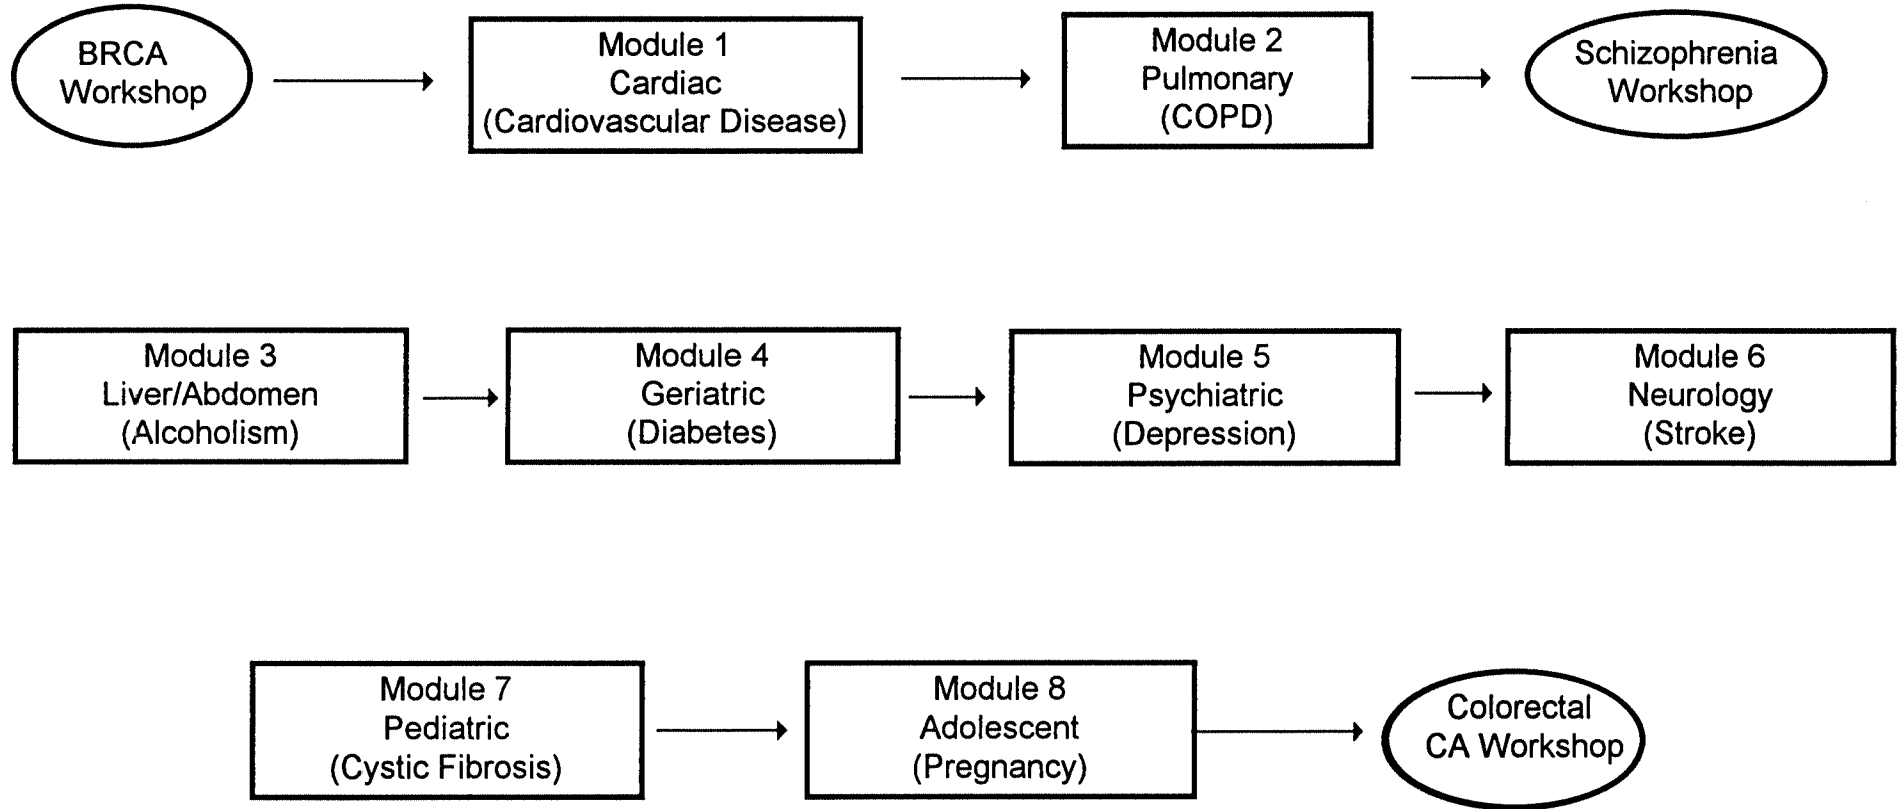 BRCA
Workshop
Module 1
Cardiac
(Cardiovascular Disease)
Module 2
Pulmonary
(COPD)
Schizophrenia
Workshop
Module 3
Liver/Abdomen
(Alcoholism)
Module 4
Geriatric
(Diabetes)
Module 5
Psychiatric
(Depression)
Module 6
Neurology
(Stroke)
Module 7
Pediatric
(Cystic Fibrosis)
Module 8
Adolescent
(Pregnancy)
Colorectal
CA Workshop